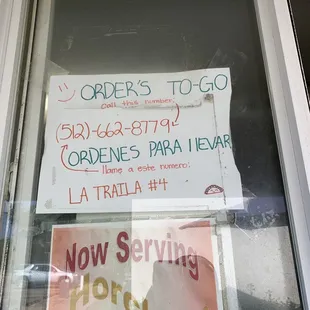 ORDER'S TO-GO
call this number,
(512)-662-8779
ORDENES PARA llEVAR
llame a este numero:
LA TRAILA #4
Now Serving